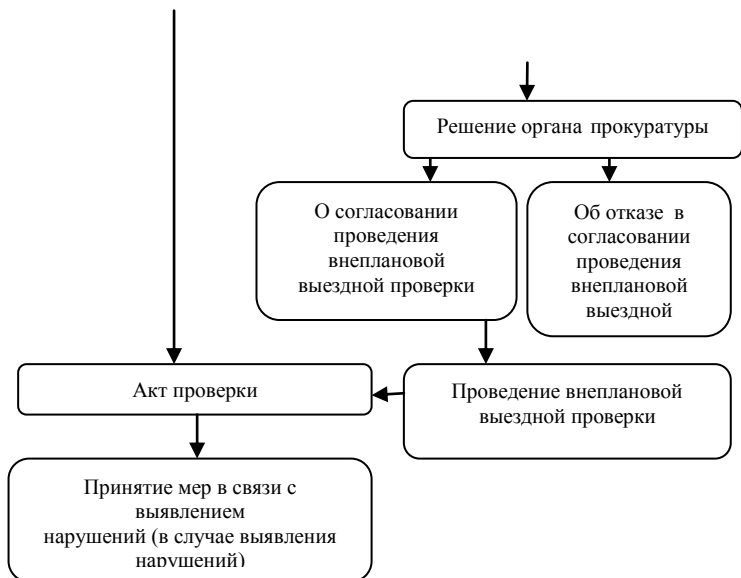 Решение органа прокуратуры
О согласовании
проведения
внеплановой
выездной проверки
Об отказе в
согласовании
проведения
внеплановой
выездной
Акт проверки
Проведение внеплановой
выездной проверки
Принятие мер в связи с
выявлением
нарушений (в случае выявления
нарушений)